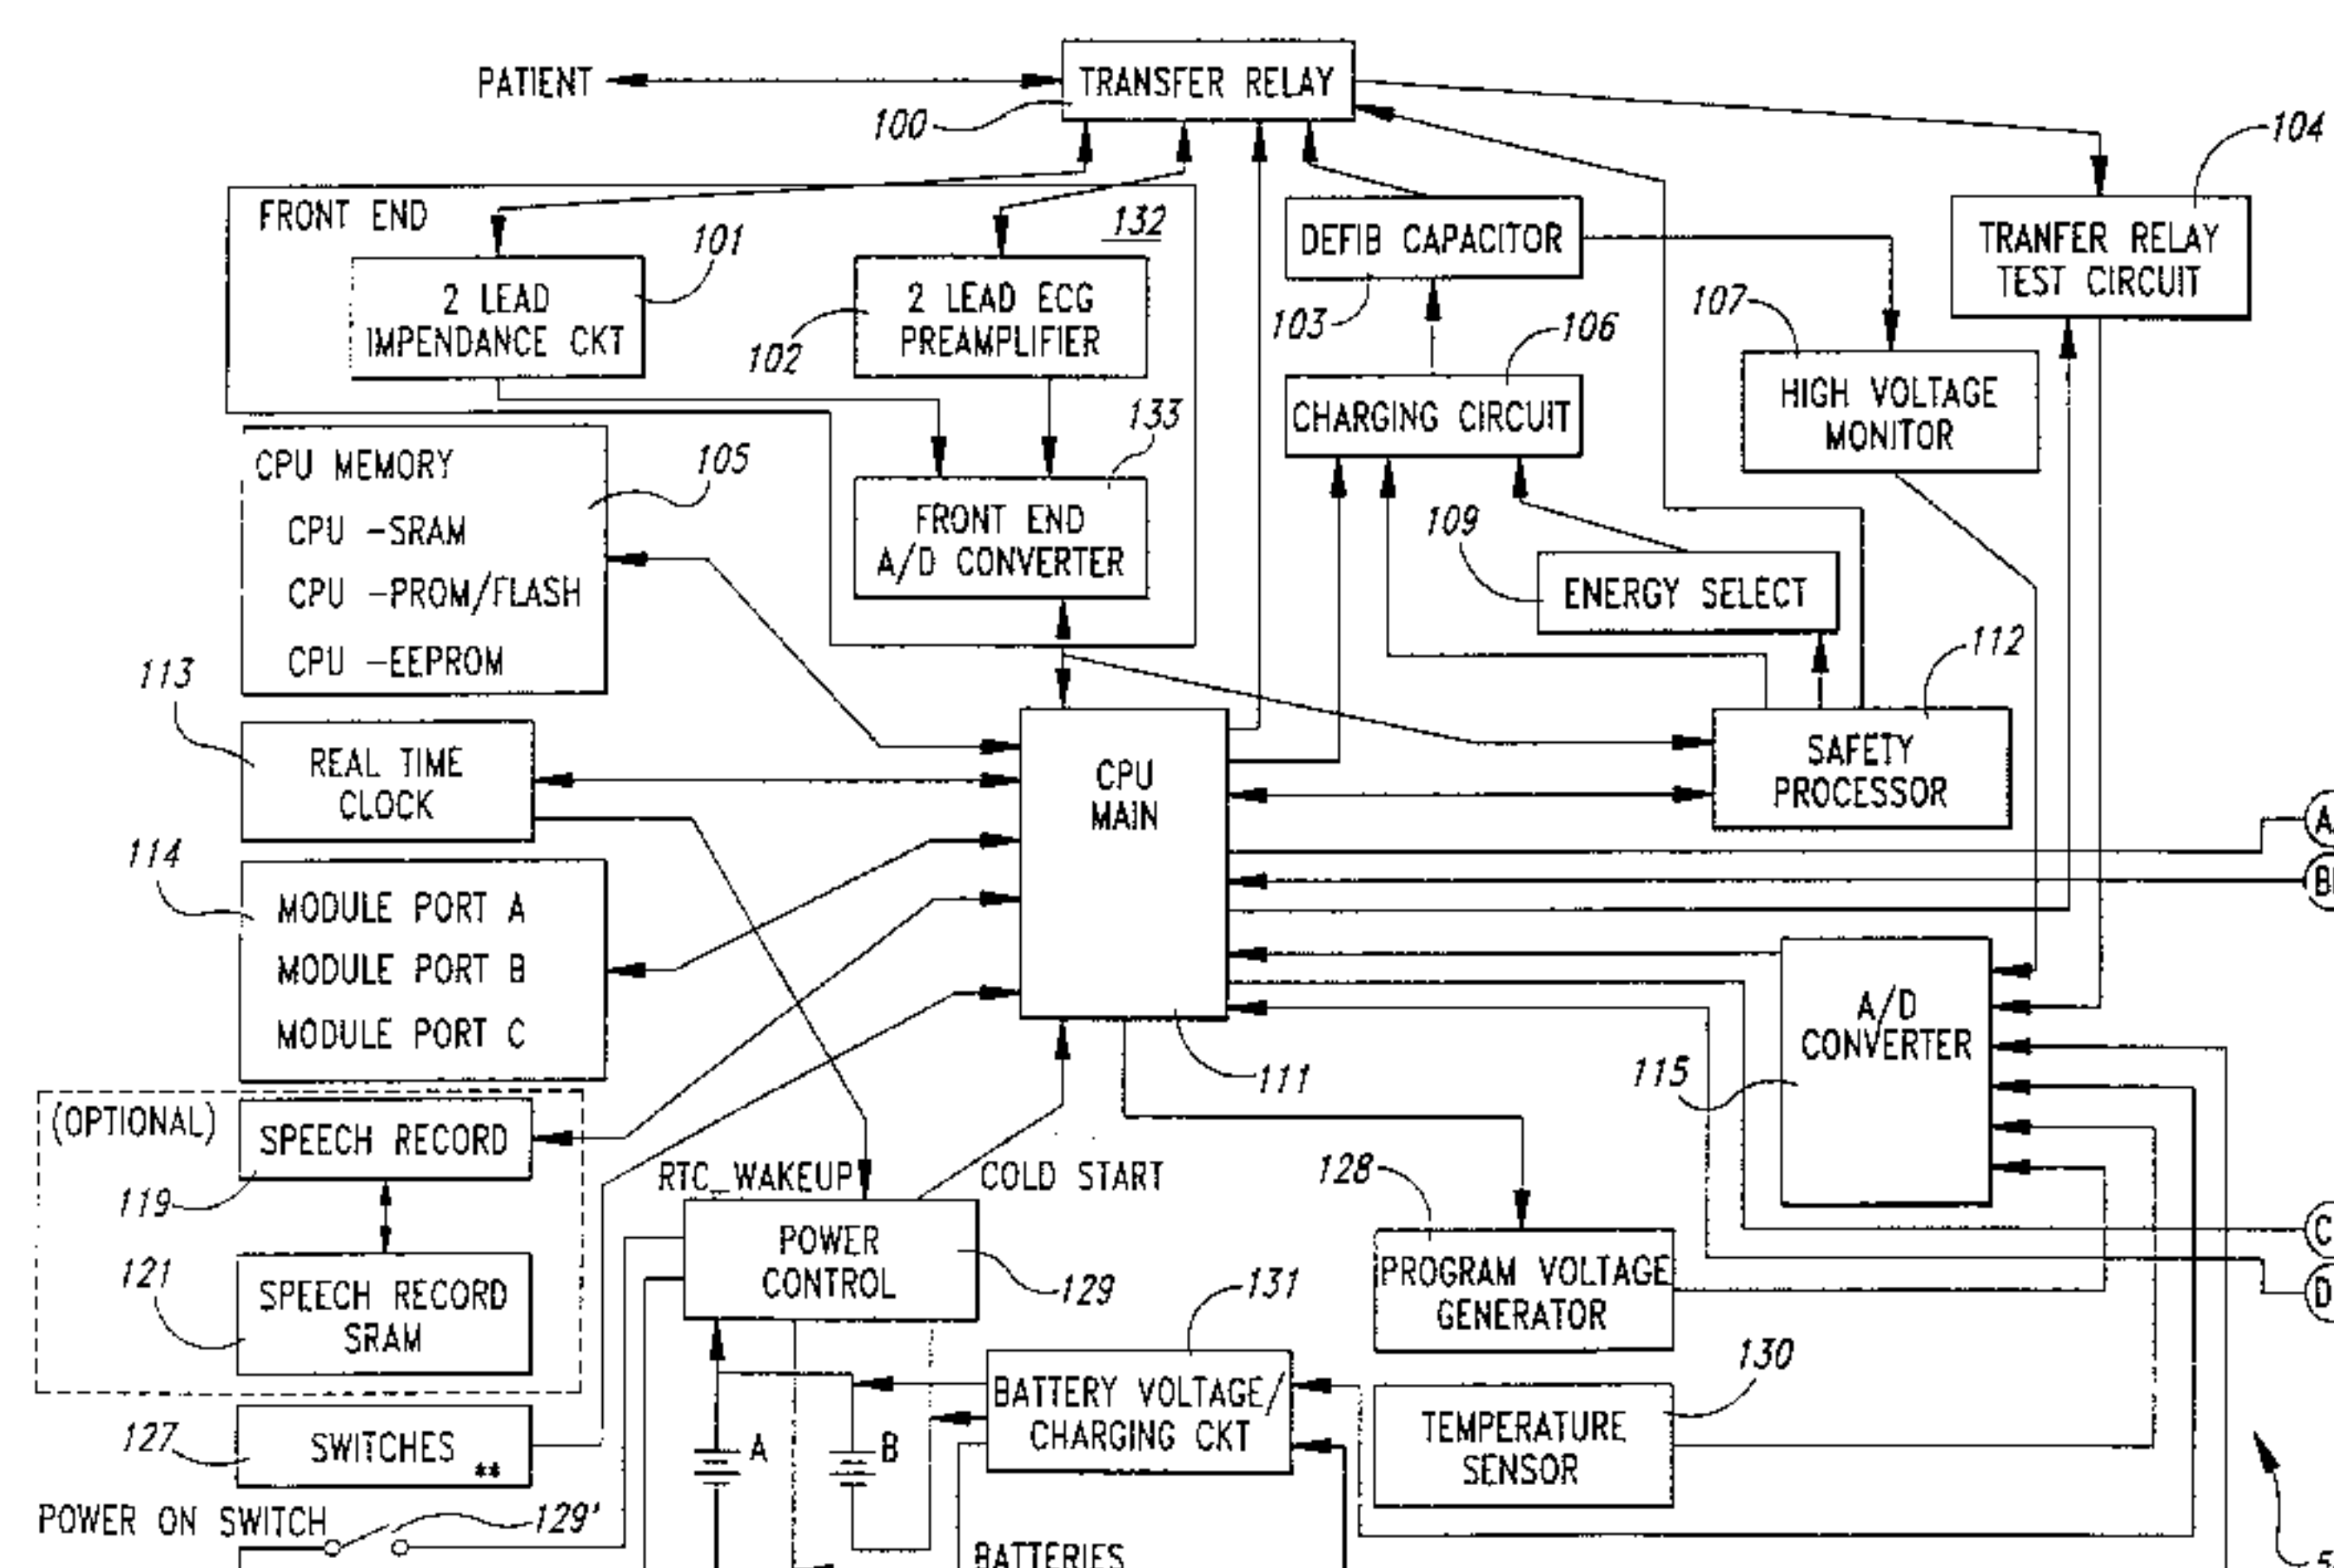 PATIENT
TRANSFER RELAY
100
104
FRONT END
132
101
2 LEAD
IMPENDANCE CKT
102
2 LEAD ECG
PREAMPLIFIER
DEFIB CAPACITOR
103
TRANFER RELAY
TEST CIRCUIT
106
107
CHARGING CIRCUIT
HIGH VOLTAGE
MONITOR
133
FRONT END
A/D CONVERTER
105
CPU MEMORY
CPU -SRAM
CPU -PROM/FLASH
CPU -EEPROM
109
ENERGY SELECT
112
SAFETY
PROCESSOR
113
REAL TIME
CLOCK
CPU
MAIN
114
MODULE PORT A
MODULE PORT B
MODULE PORT C
111
115
A/D
CONVERTER
(OPTIONAL)
SPEECH RECORD
119
RTC_WAKEUP
COLD START
128
121
SPEECH RECORD
SRAM
POWER
CONTROL
129
131
PROGRAM VOLTAGE
GENERATOR
C
D
130
BATTERY VOLTAGE/
CHARGING CKT
TEMPERATURE
SENSOR
127
SWITCHES **
A
B
POWER ON SWITCH
129'
BATTERIES